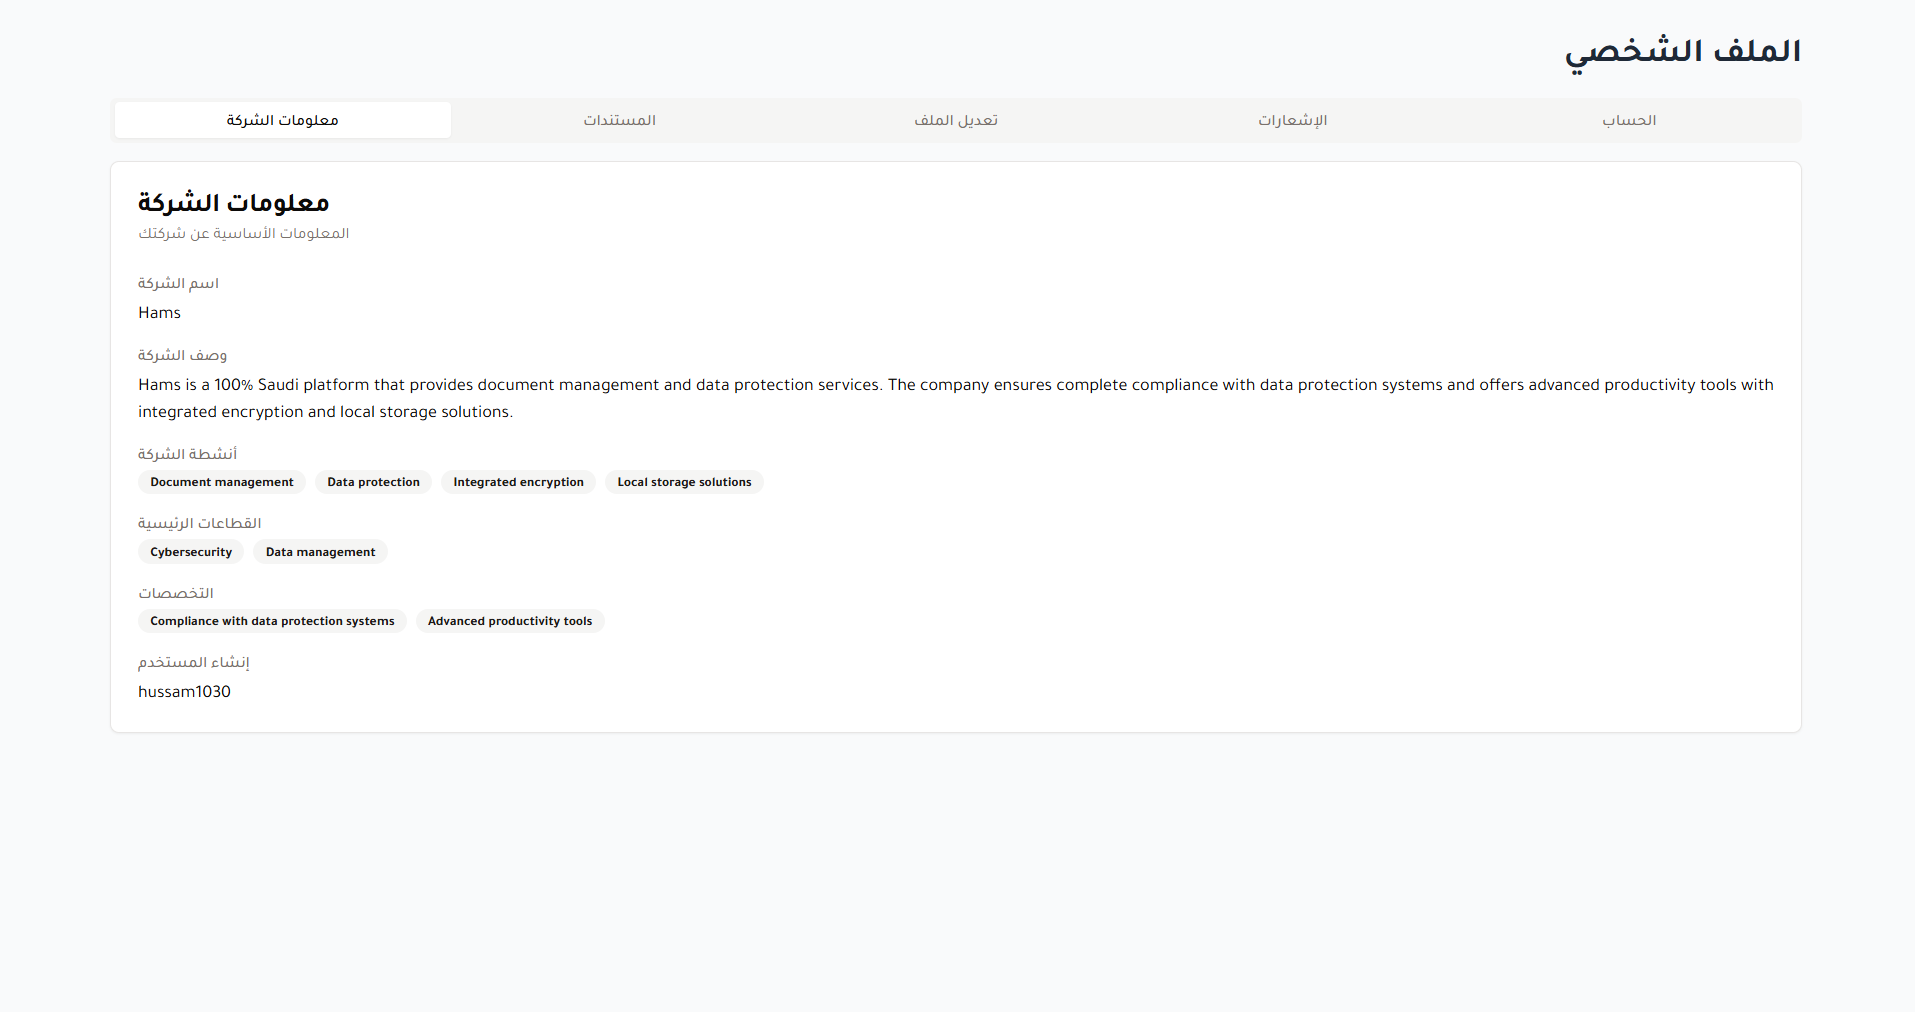 الملف الشخصي
معلومات الشركة
المستندات
تعديل الملف
الإشعارات
الحساب
معلومات الشركة
المعلومات الأساسية عن شركتك
اسم الشركة
Hams
وصف الشركة
Hams is a 100% Saudi platform that provides document management and data protection services. The company ensures complete compliance with data protection systems and offers advanced productivity tools with
integrated encryption and local storage solutions.
أنشطة الشركة
Document management Data protection Integrated encryption Local storage solutions
القطاعات الرئيسية
Cybersecurity Data management
التخصصات
Compliance with data protection systems Advanced productivity tools
إنشاء المستخدم
hussam1030